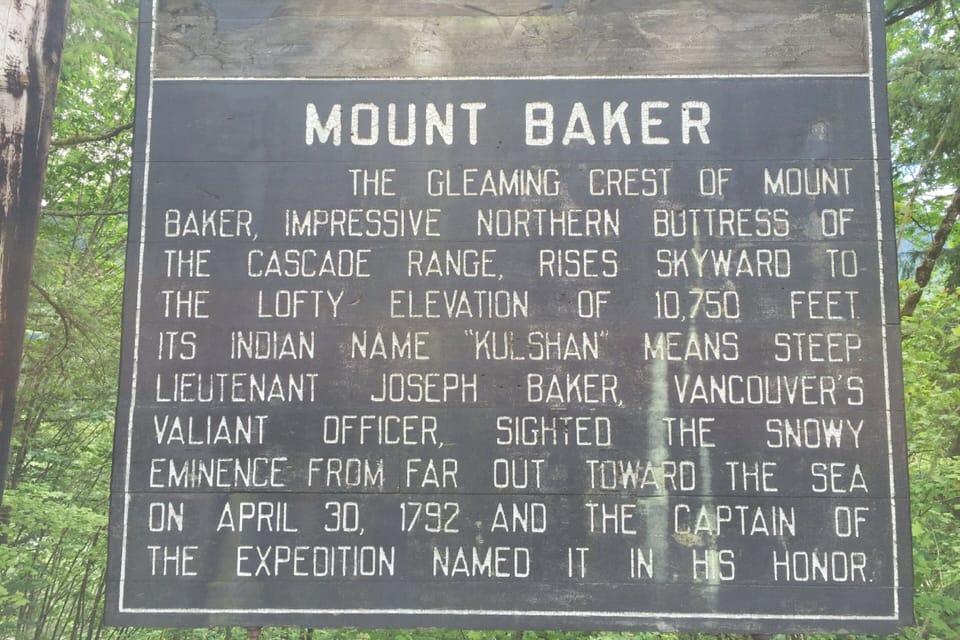 MOUNT BAKER
THE GLEAMING CREST OF MOUNT
BAKER, IMPRESSIVE NORTHERN BUTTRESS OF
THE CASCADE RANGE, RISES SKYWARD TO
THE LOFTY ELEVATION OF 10,750 FEET.
ITS INDIAN NAME "KULSHAN" MEANS STEEP.
LIEUTENANT JOSEPH BAKER, VANCOUVER'S
VALIANT OFFICER, SIGHTED THE SNOWY
EMINENCE FROM FAR OUT TOWARD THE SEA
ON APRIL 30, 1792 AND THE CAPTAIN OF
THE EXPEDITION NAMED IT IN HIS HONOR.